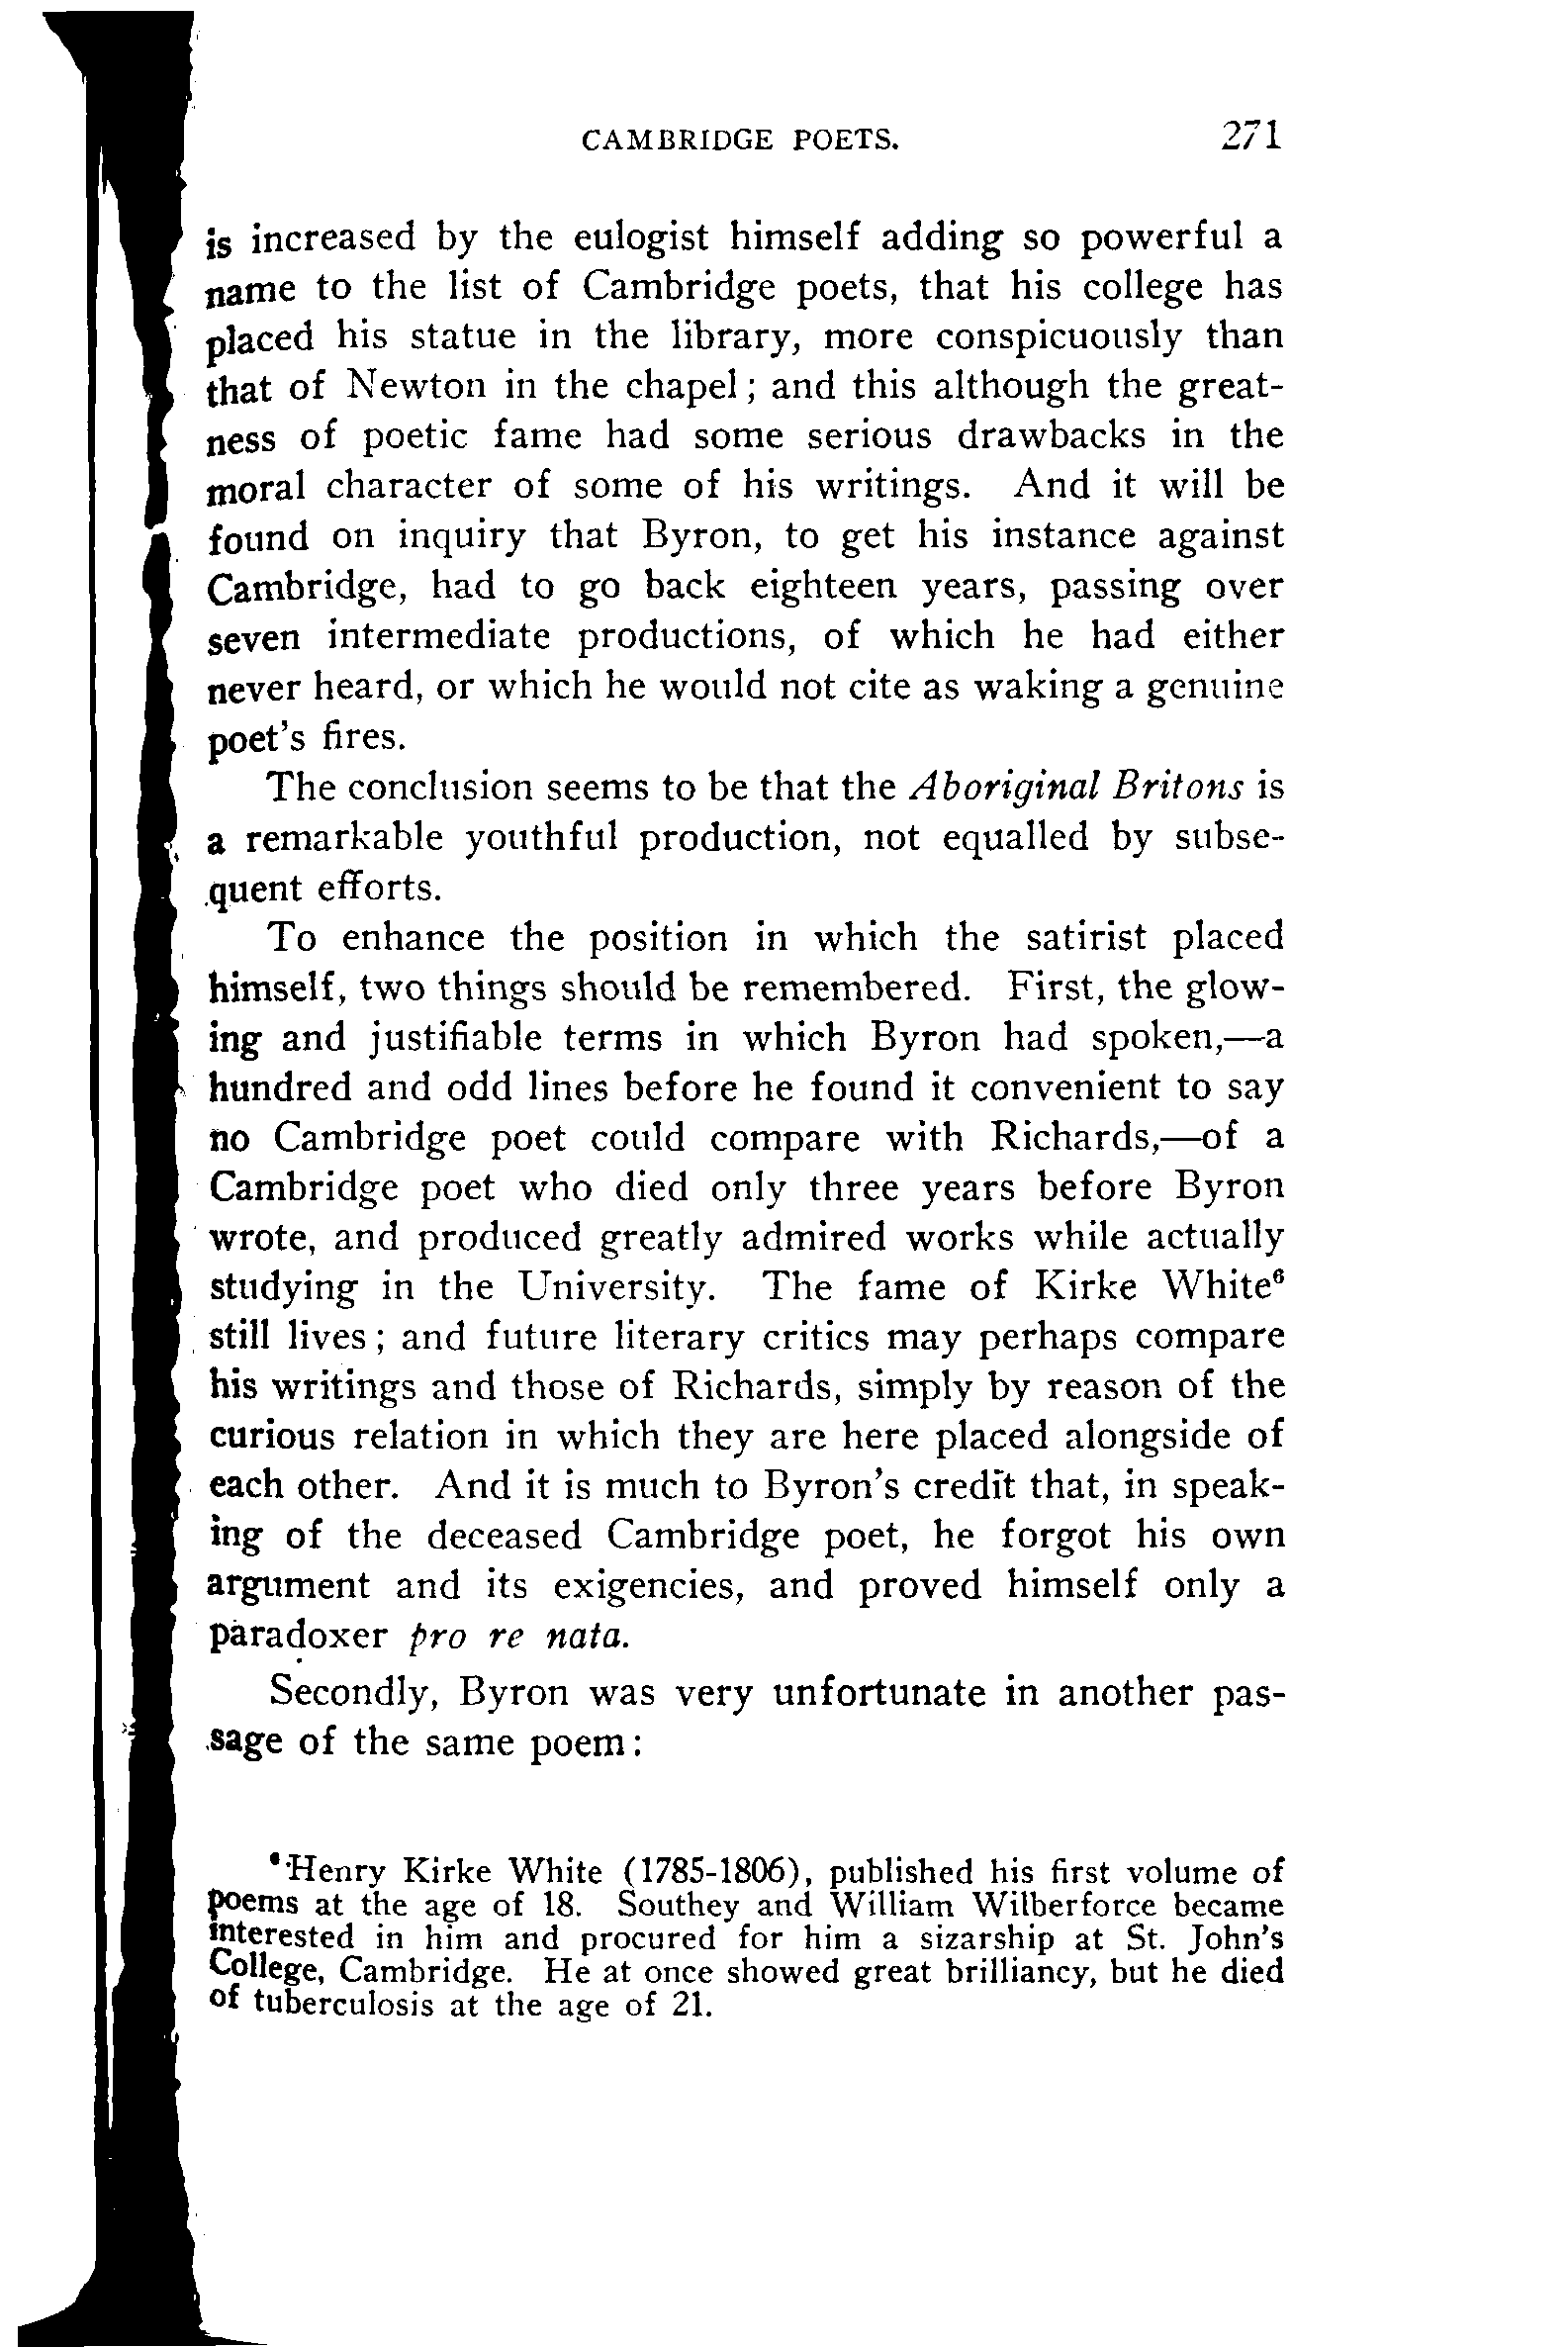 CAMBRIDGE POETS. 271
is increased by the eulogist himself adding so powerful a
name to the list of Cambridge poets, that his college has
placed his statue in the library, more conspicuously than
that of Newton in the chapel; and this although the great-
ness of poetic fame had some serious drawbacks in the
moral character of some of his writings. And it will be
found on inquiry that Byron, to get his instance against
Cambridge, had to go back eighteen years, passing over
seven intermediate productions, of which he had either
never heard, or which he would not cite as waking a genuine
poet's fires.
The conclusion seems to be that the Aboriginal Britons is
a remarkable youthful production, not equalled by subse-
quent efforts.
To enhance the position in which the satirist placed
himself, two things should be remembered. First, the glow-
ing and justifiable terms in which Byron had spoken,—a
hundred and odd lines before he found it convenient to say
no Cambridge poet could compare with Richards,—of a
Cambridge poet who died only three years before Byron
wrote, and produced greatly admired works while actually
studying in the University. The fame of Kirke White⁶
still lives; and future literary critics may perhaps compare
his writings and those of Richards, simply by reason of the
curious relation in which they are here placed alongside of
each other. And it is much to Byron's credit that, in speak-
ing of the deceased Cambridge poet, he forgot his own
argument and its exigencies, and proved himself only a
paradoxer pro re nata.
Secondly, Byron was very unfortunate in another pas-
sage of the same poem:
⁶ Henry Kirke White (1785-1806), published his first volume of
poems at the age of 18. Southey and William Wilberforce became
interested in him and procured for him a sizarship at St. John's
College, Cambridge. He at once showed great brilliancy, but he died
of tuberculosis at the age of 21.